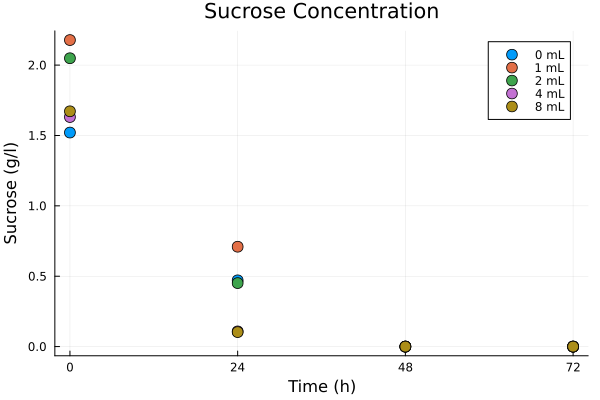 Sucrose Concentration
0 mL
1 mL
2 mL
4 mL
8 mL
Sucrose (g/l)
2.0
1.5
1.0
0.5
0.0
0 24 48 72
Time (h)